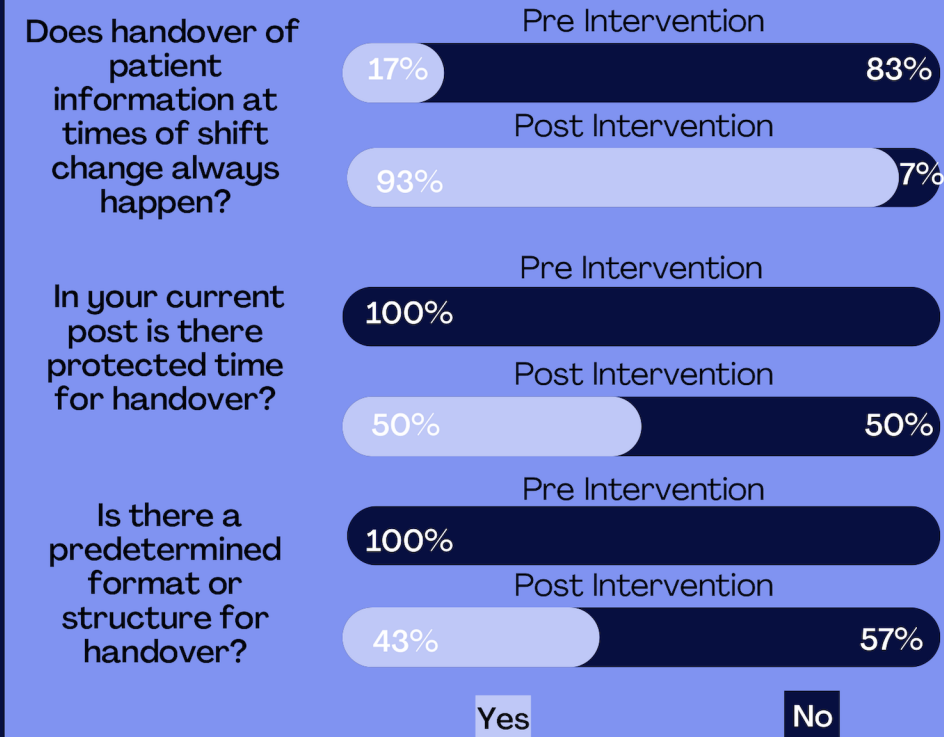 Does handover of
patient
information at
times of shift
change always
happen?
Pre Intervention
17% 83%
Post Intervention
93% 7%
In your current
post is there
protected time
for handover?
Pre Intervention
100%
Post Intervention
50% 50%
Is there a
predetermined
format or
structure for
handover?
Pre Intervention
100%
Post Intervention
43% 57%
Yes No